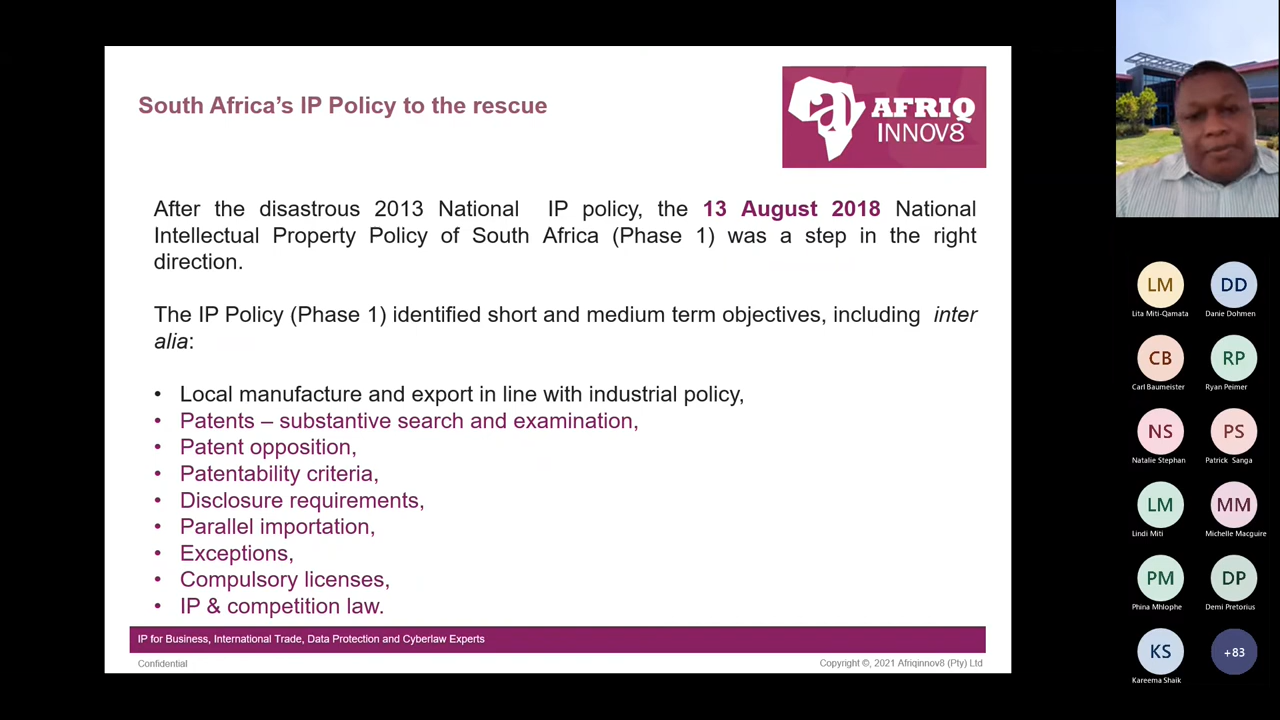 South Africa's IP Policy to the rescue
a AFRIQ
INNOV8
After the disastrous 2013 National IP policy, the 13 August 2018 National
Intellectual Property Policy of South Africa (Phase 1) was a step in the right
direction.
The IP Policy (Phase 1) identified short and medium term objectives, including inter
alia:
• Local manufacture and export in line with industrial policy,
• Patents – substantive search and examination,
• Patent opposition,
• Patentability criteria,
• Disclosure requirements,
• Parallel importation,
• Exceptions,
• Compulsory licenses,
• IP & competition law.
IP for Business, International Trade, Data Protection and Cyberlaw Experts
Confidential
Copyright ©, 2021 Afriqinnov8 (Pty) Ltd
LM
DD
Lita Miti-Qamata
Danie Dohmen
CB
RP
Carl Baumeister
Ryan Peimer
NS
PS
Natalie Stephan
Patrick Sanga
LM
MM
Lindi Miti
Michelle Macguire
PM
DP
Phina Mhlophe
Demi Pretorius
KS
+83
Kareema Shaik